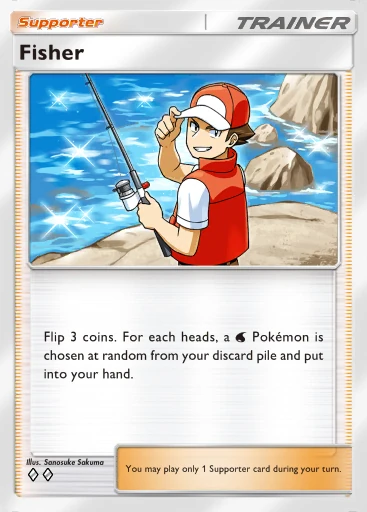 Supporter
TRAINER
Fisher
Flip 3 coins. For each heads, a Pokémon is
chosen at random from your discard pile and put
into your hand.
Illus. Sanosuke Sakuma
You may play only 1 Supporter card during your turn.